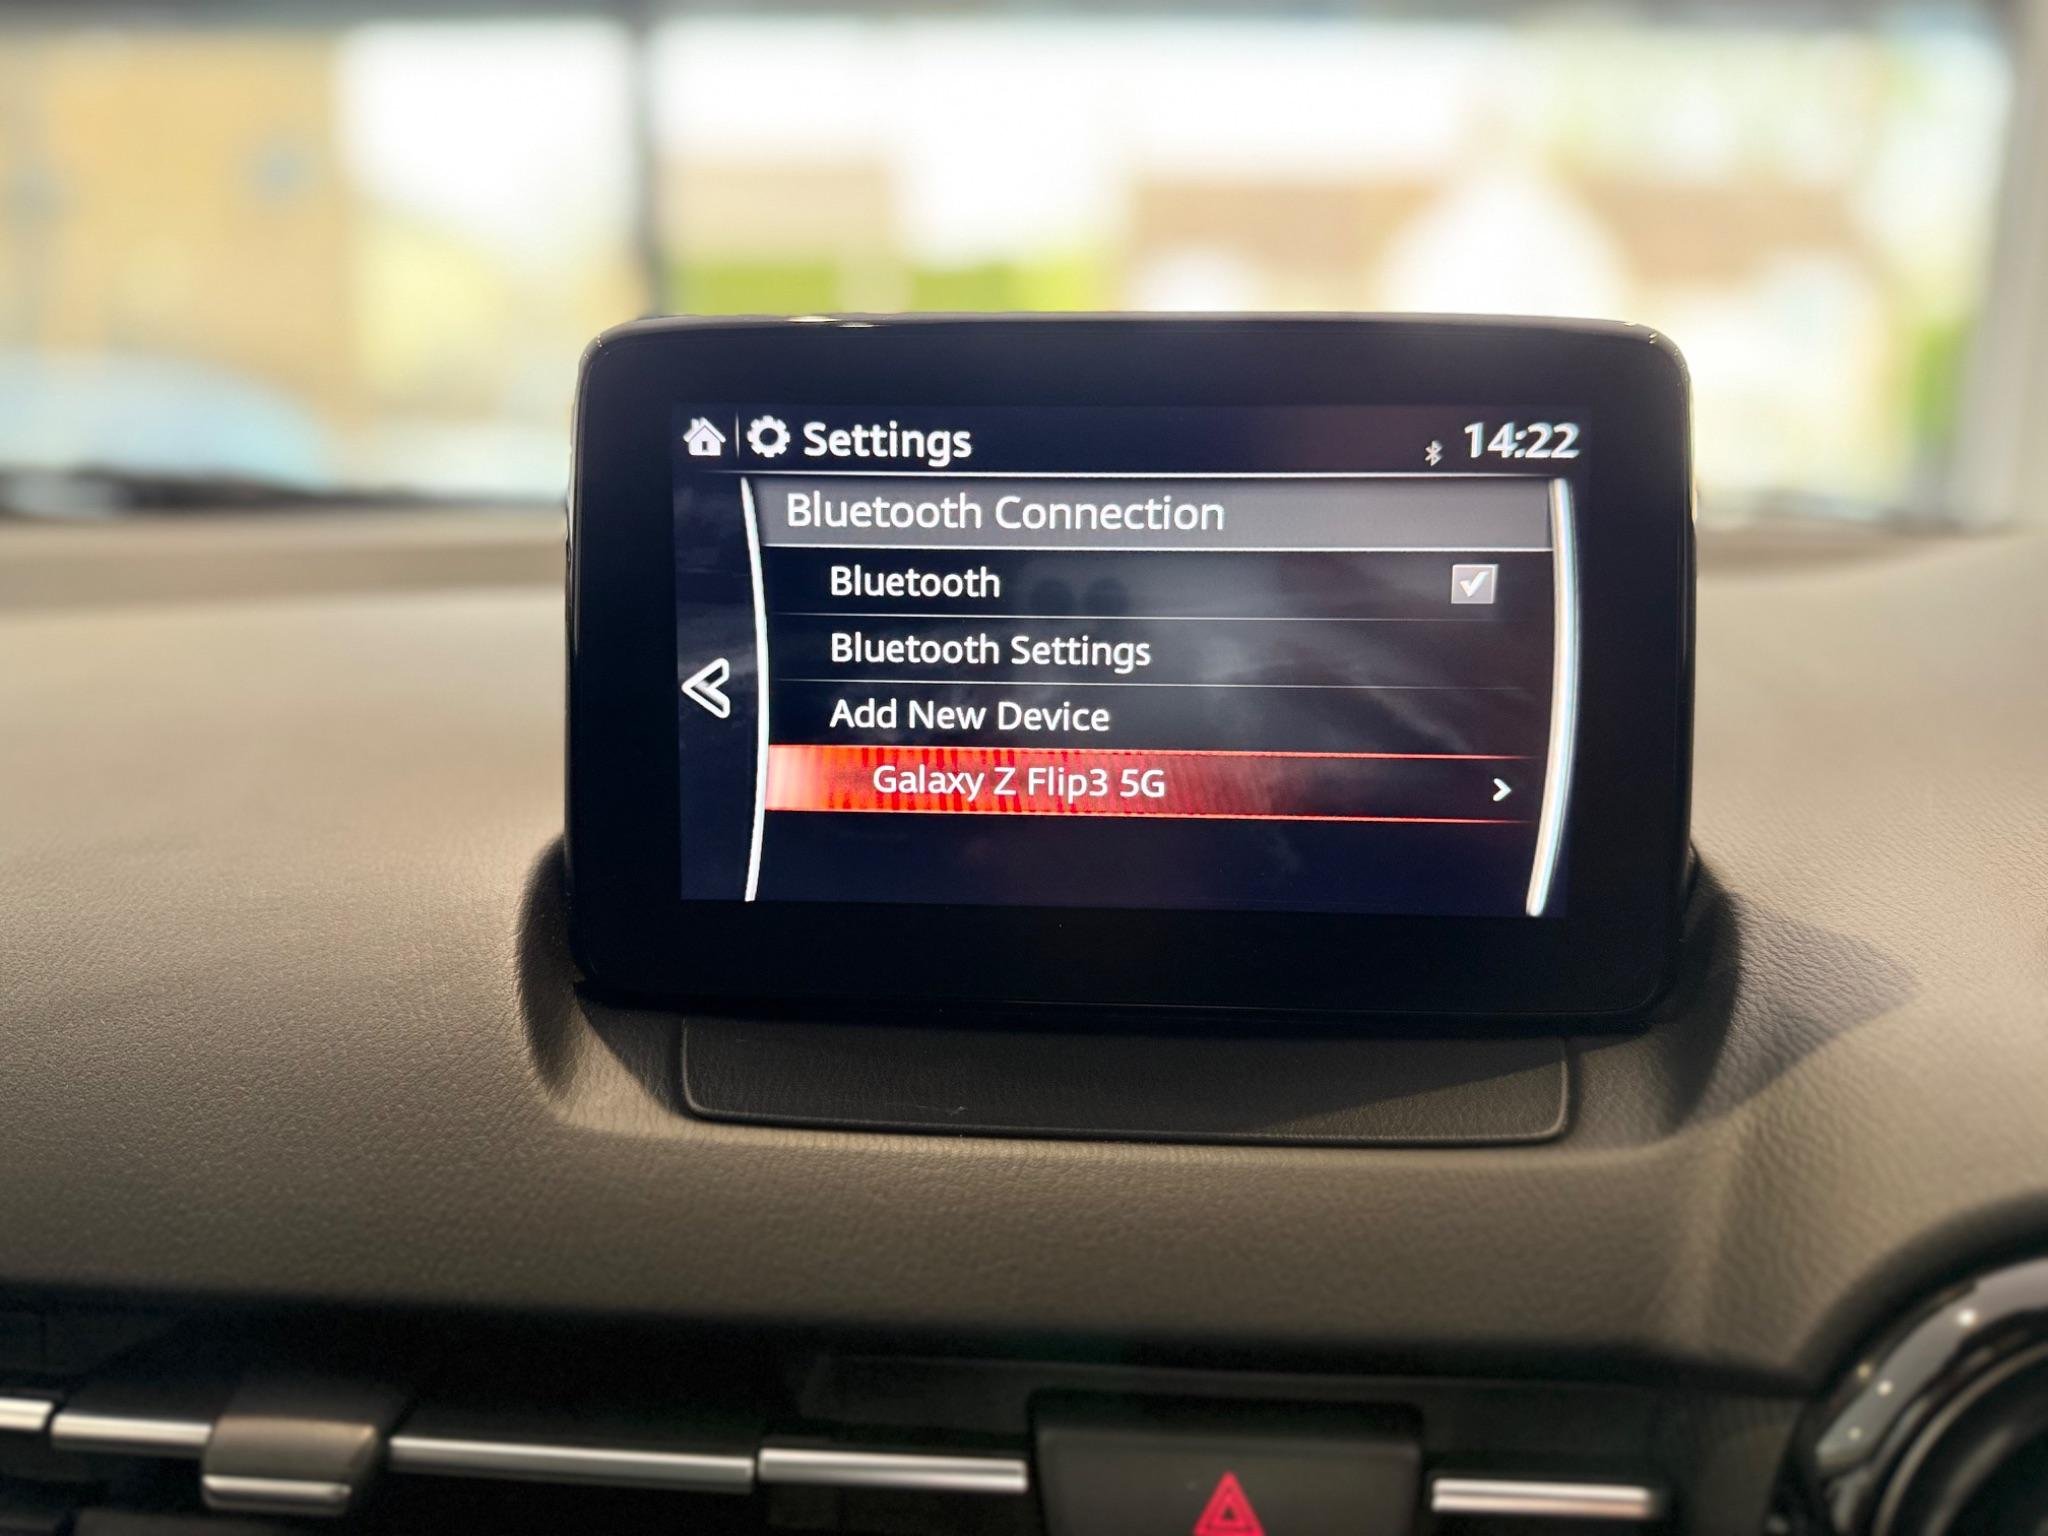 Settings 14:22
Bluetooth Connection
Bluetooth
Bluetooth Settings
Add New Device
Galaxy Z Flip3 5G